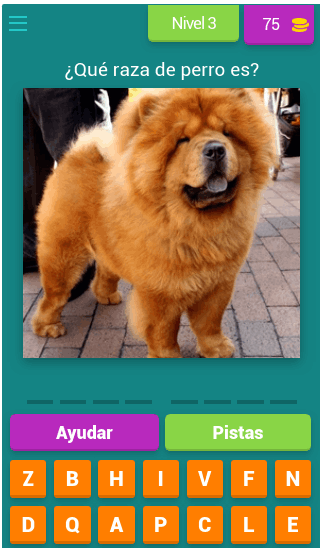 Nivel 3
75
¿Qué raza de perro es?
Ayudar
Pistas
Z B H I V F N
D Q A P C L E